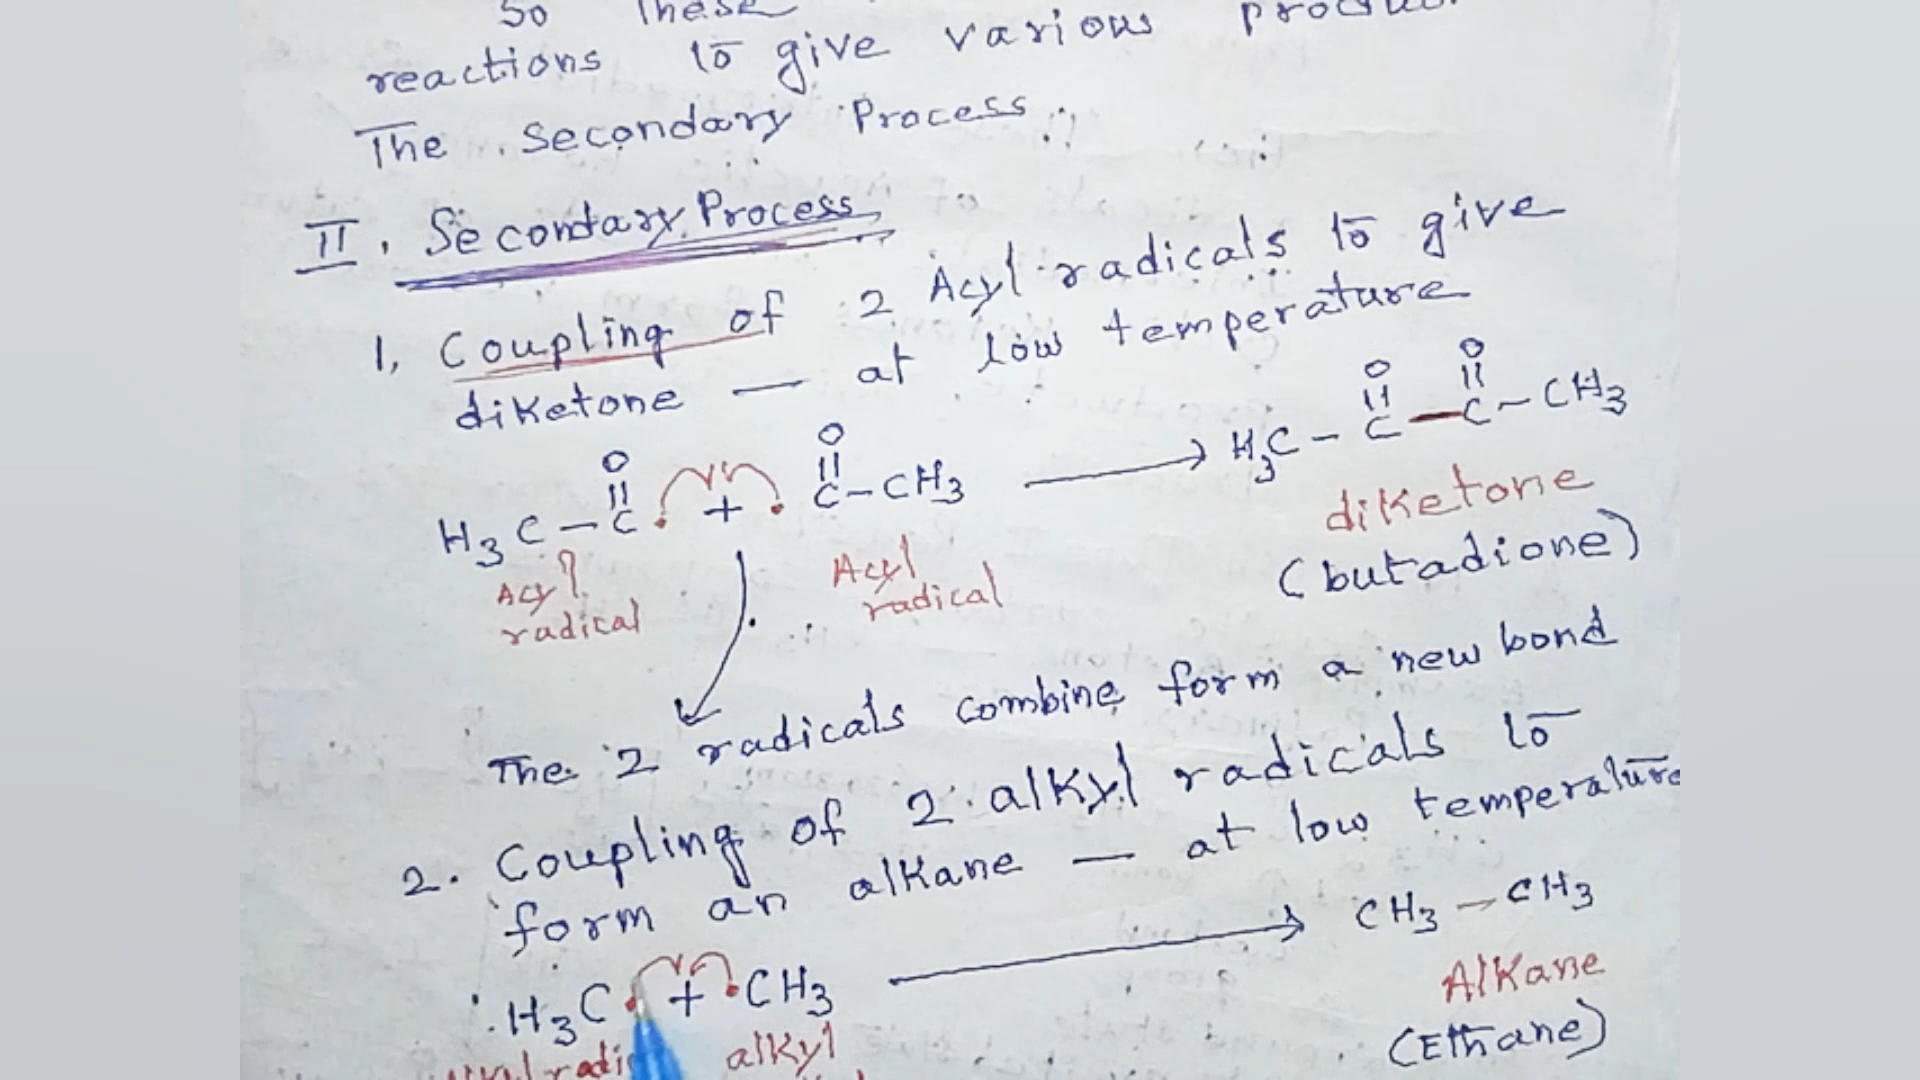 So These
reactions to give various
The Secondary Process.
II. Secondary Process
1, Coupling of 2 Acyl radicals to give
diketone — at low temperature
O O O O
H3C – C • + • C – CH3 → H3C – C – C – CH3
Acyl radical Acyl radical diketone
(butadione)
The 2 radicals combine form a new bond
2. Coupling of 2 alkyl radicals to
form an alkane — at low temperature
H3C • + • CH3 → CH3 – CH3
alkyl Alkane
(Ethane)